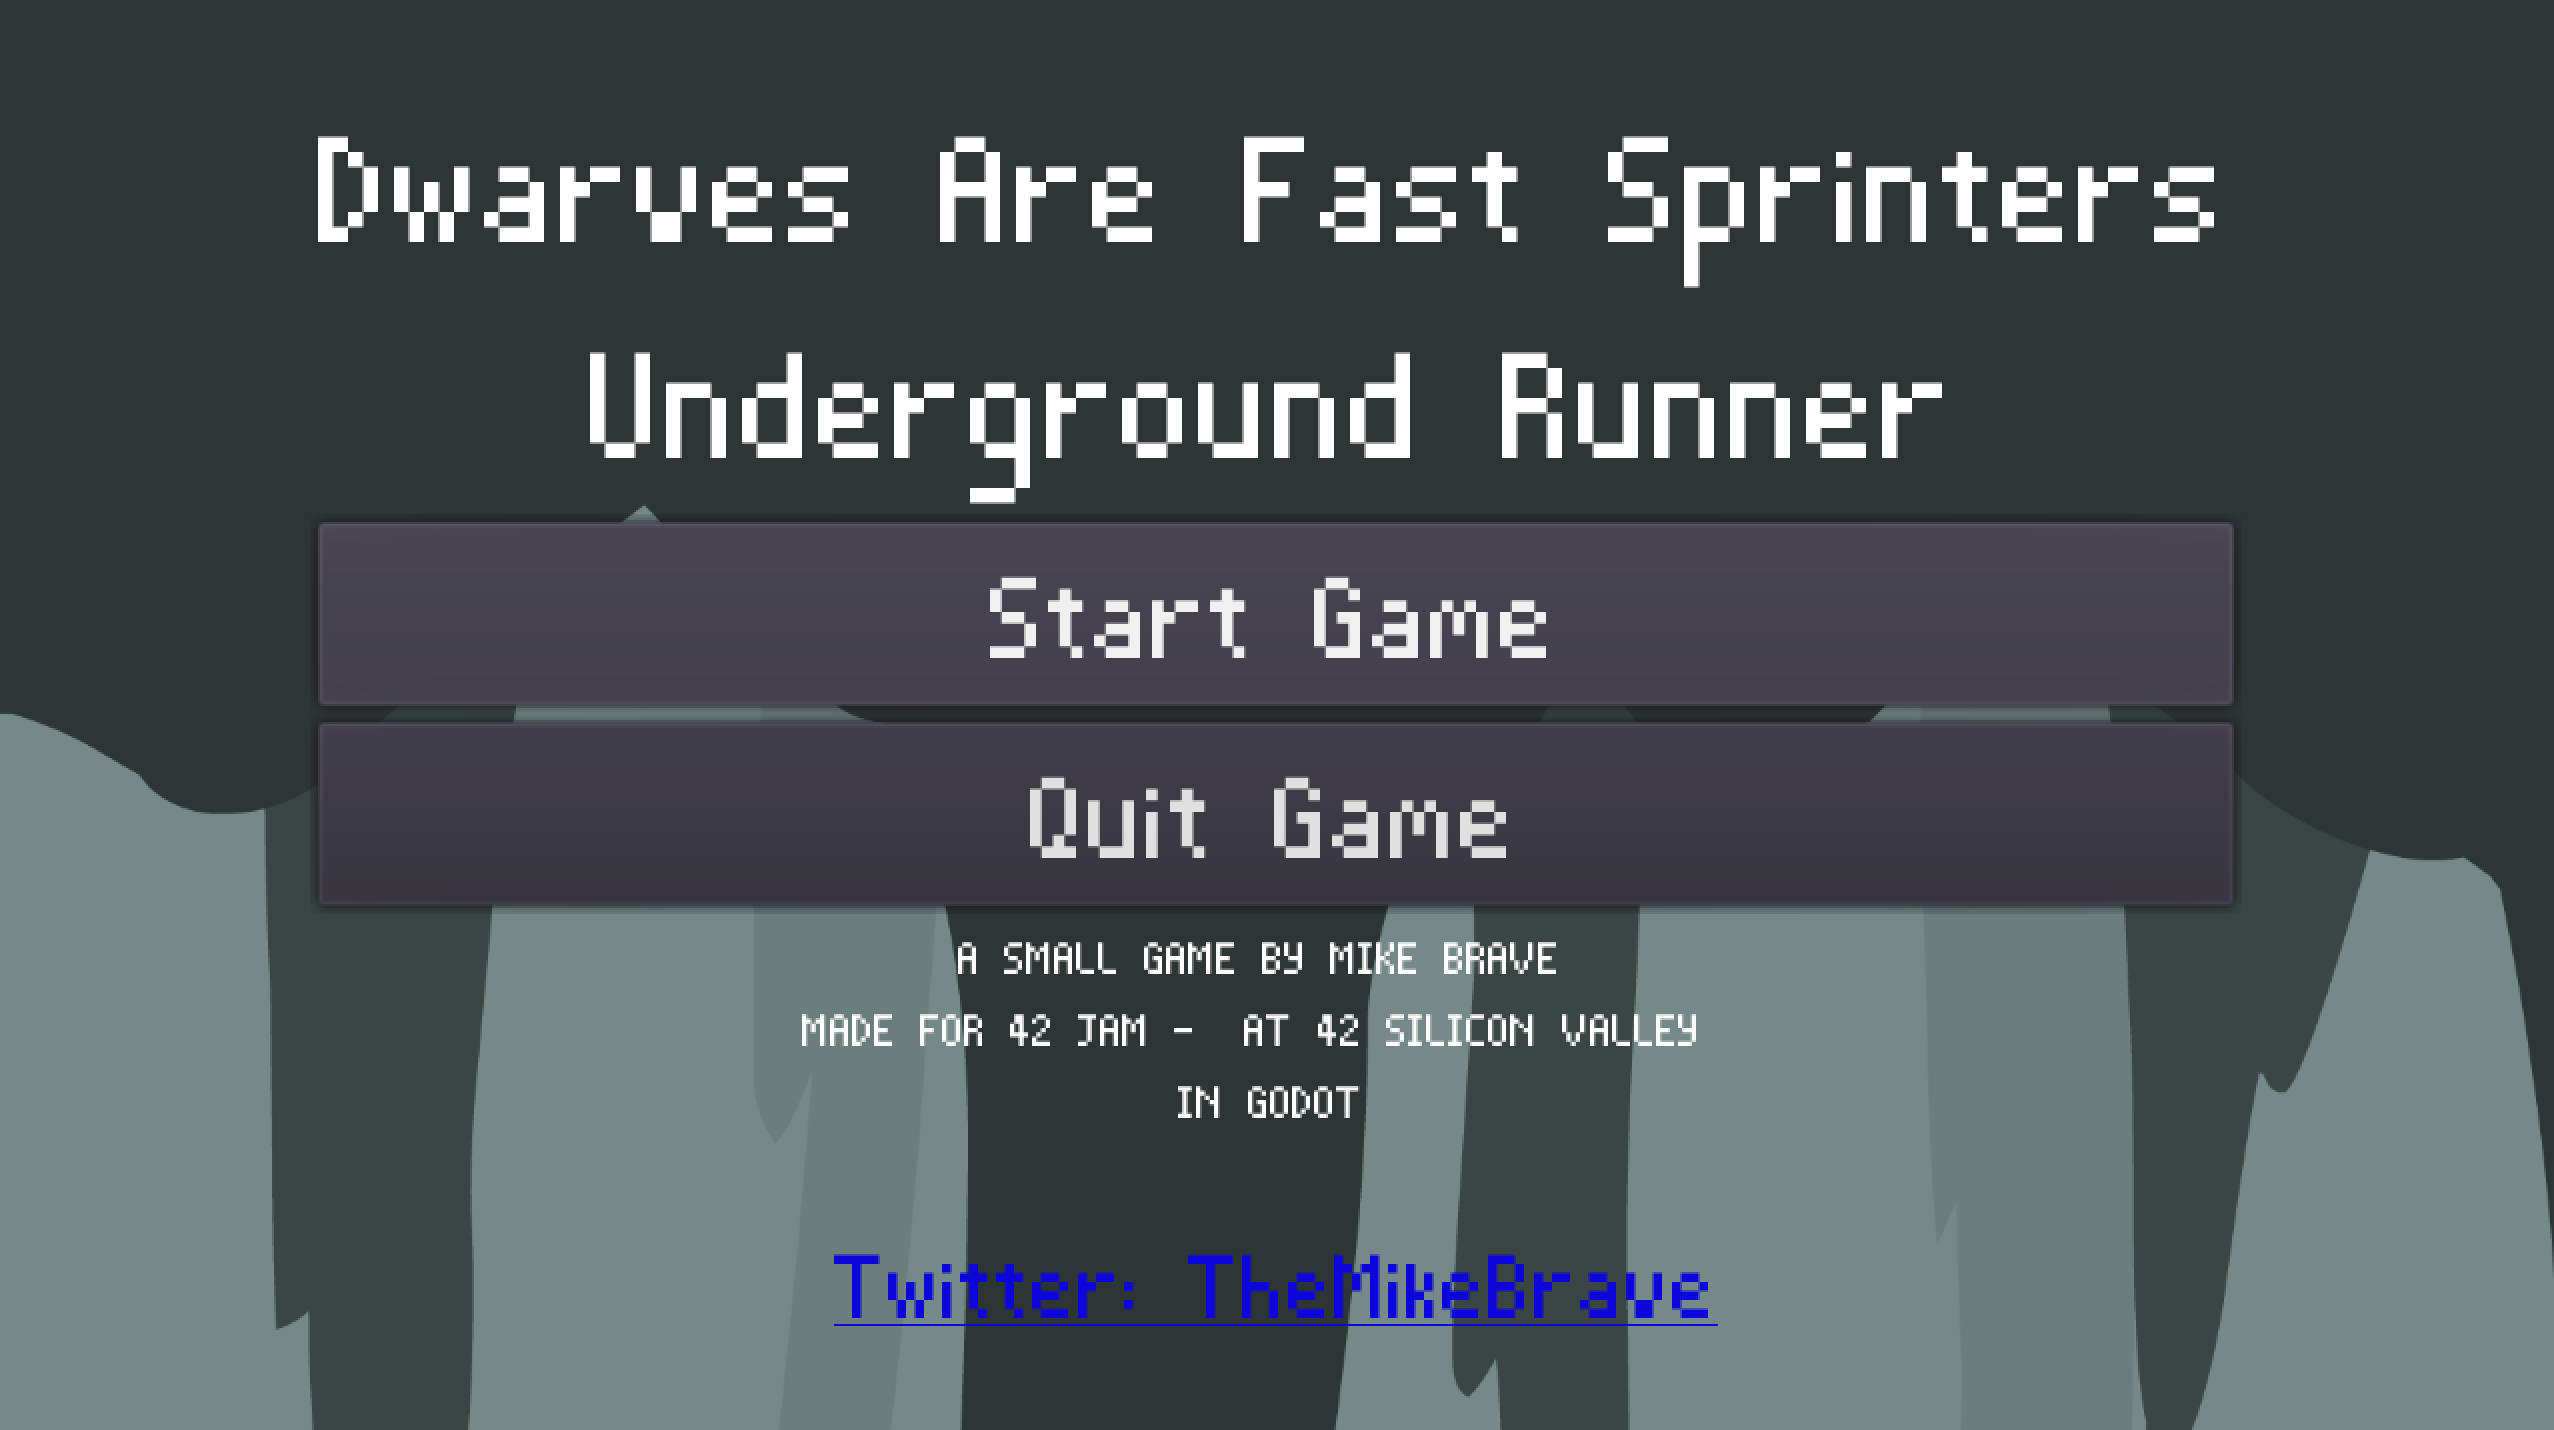 Dwarves Are Fast Sprinters
Underground Runner
Start Game
Quit Game
A SMALL GAME BY MIKE BRAVE
MADE FOR 42 JAM -  AT 42 SILICON VALLEY
IN GODOT
Twitter: TheMikeBrave